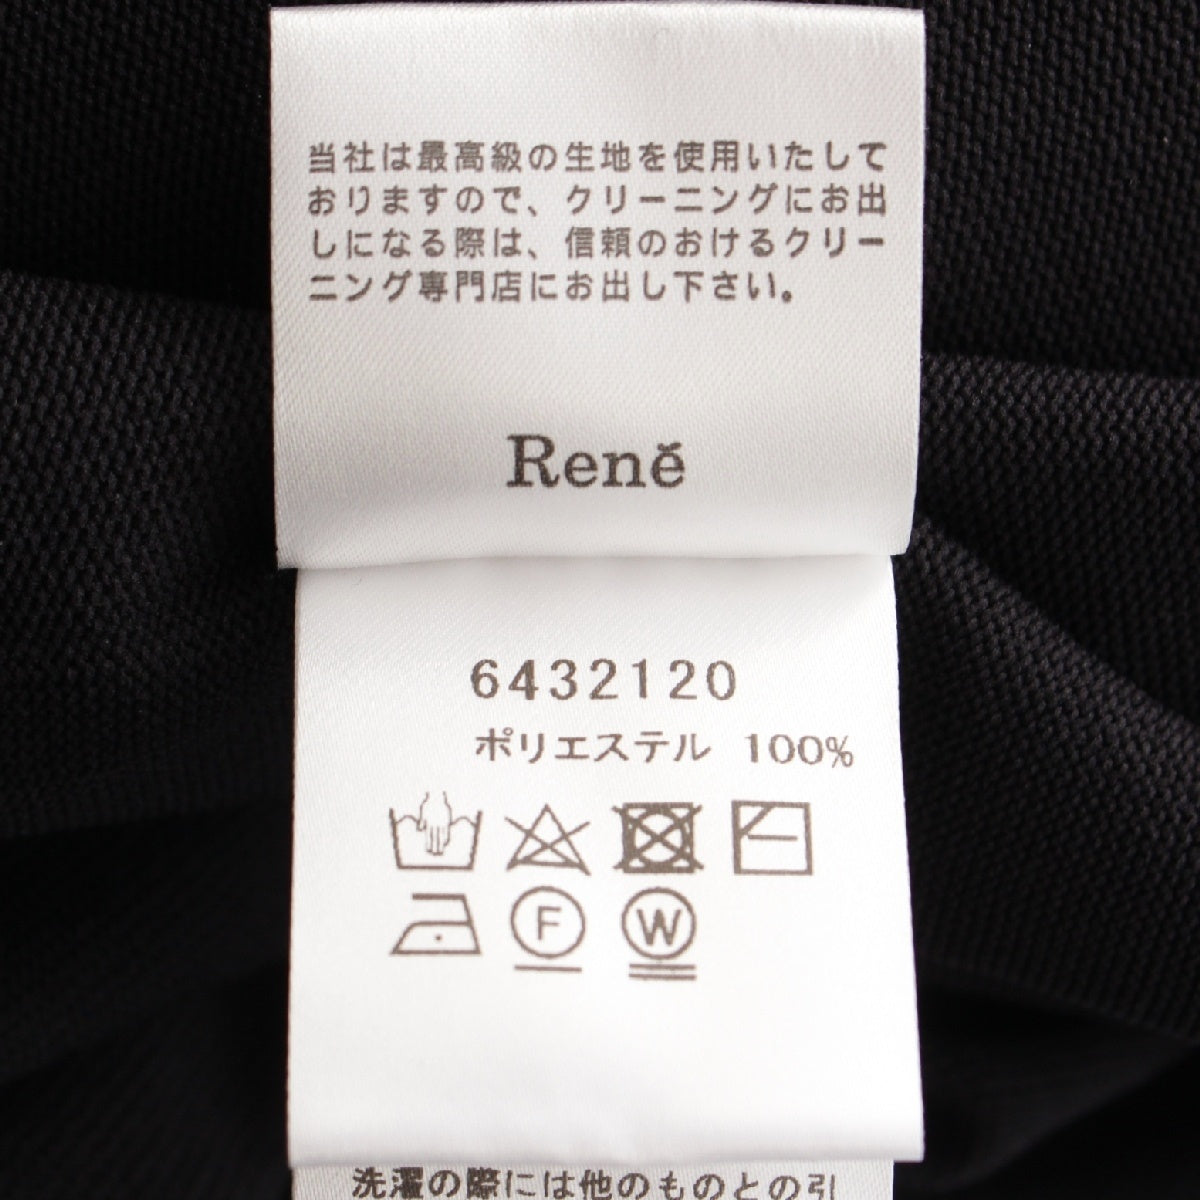 当社は最高級の生地を使用いたして
おりますので、クリーニングにお出
しになる際は、信頼のおけるクリー
ニング専門店にお出し下さい。
Renĕ
6432120
ポリエステル 100%
F
W
洗濯の際には他のものとの引